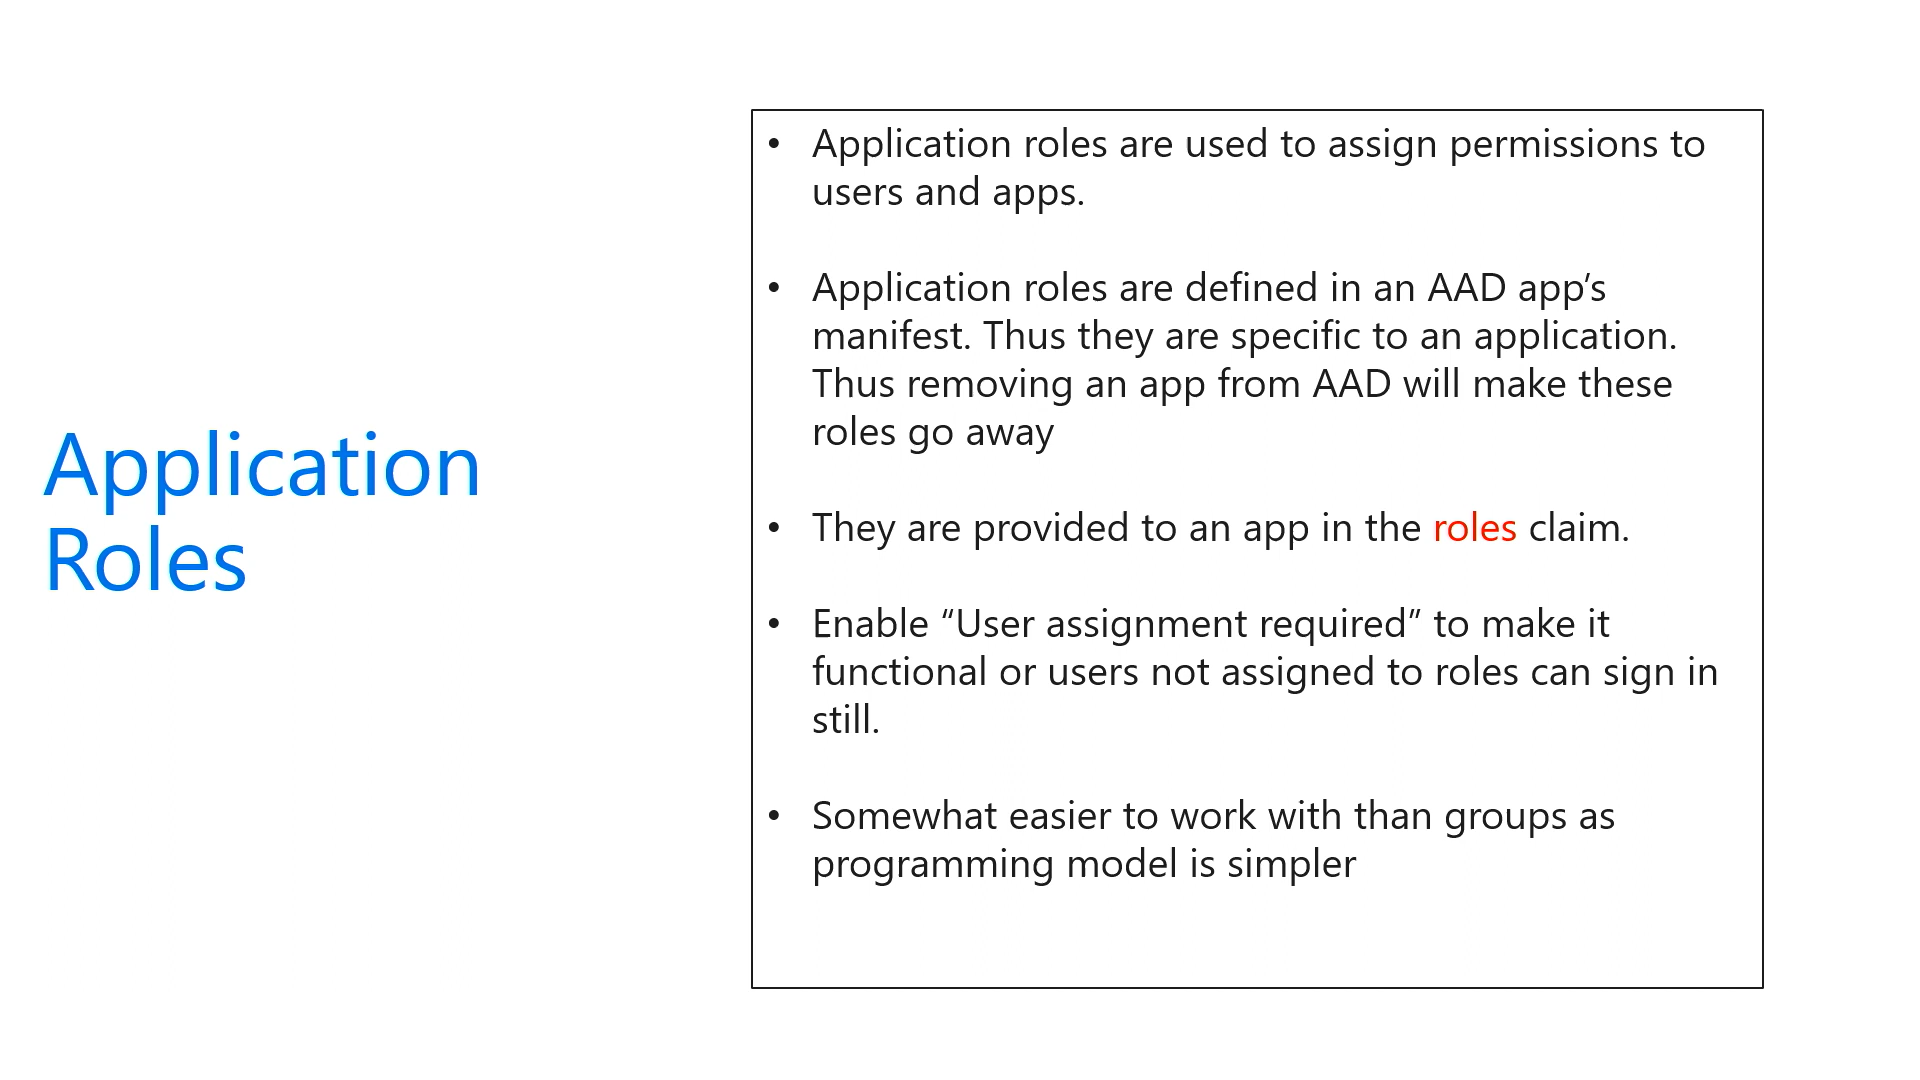 Application
Roles
• Application roles are used to assign permissions to
users and apps.
• Application roles are defined in an AAD app’s
manifest. Thus they are specific to an application.
Thus removing an app from AAD will make these
roles go away
• They are provided to an app in the roles claim.
• Enable “User assignment required” to make it
functional or users not assigned to roles can sign in
still.
• Somewhat easier to work with than groups as
programming model is simpler